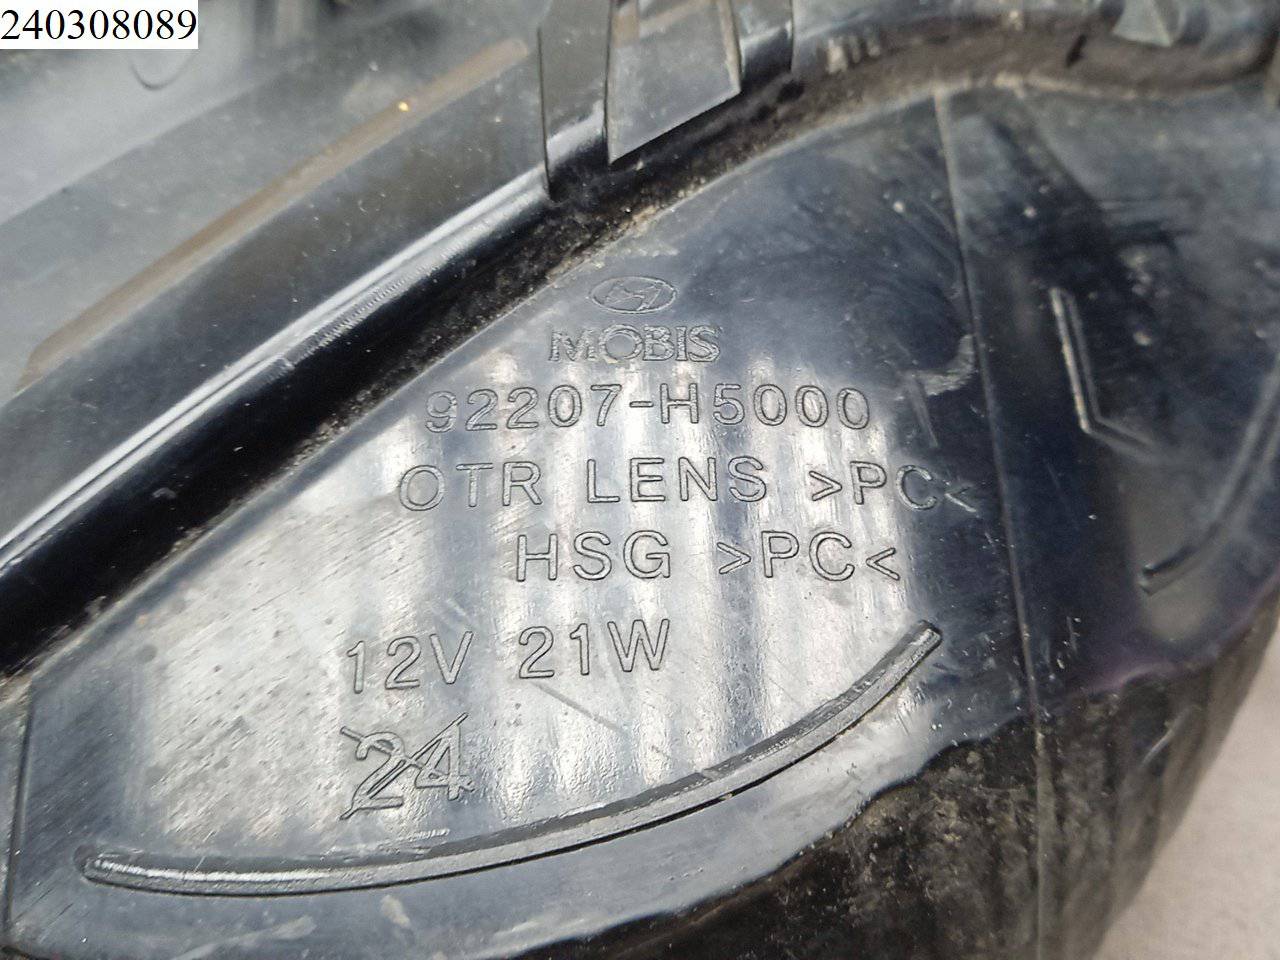 240308089
MOBIS
92207-H5000
OTR LENS >PC<
HSG >PC<
12V 21W
24